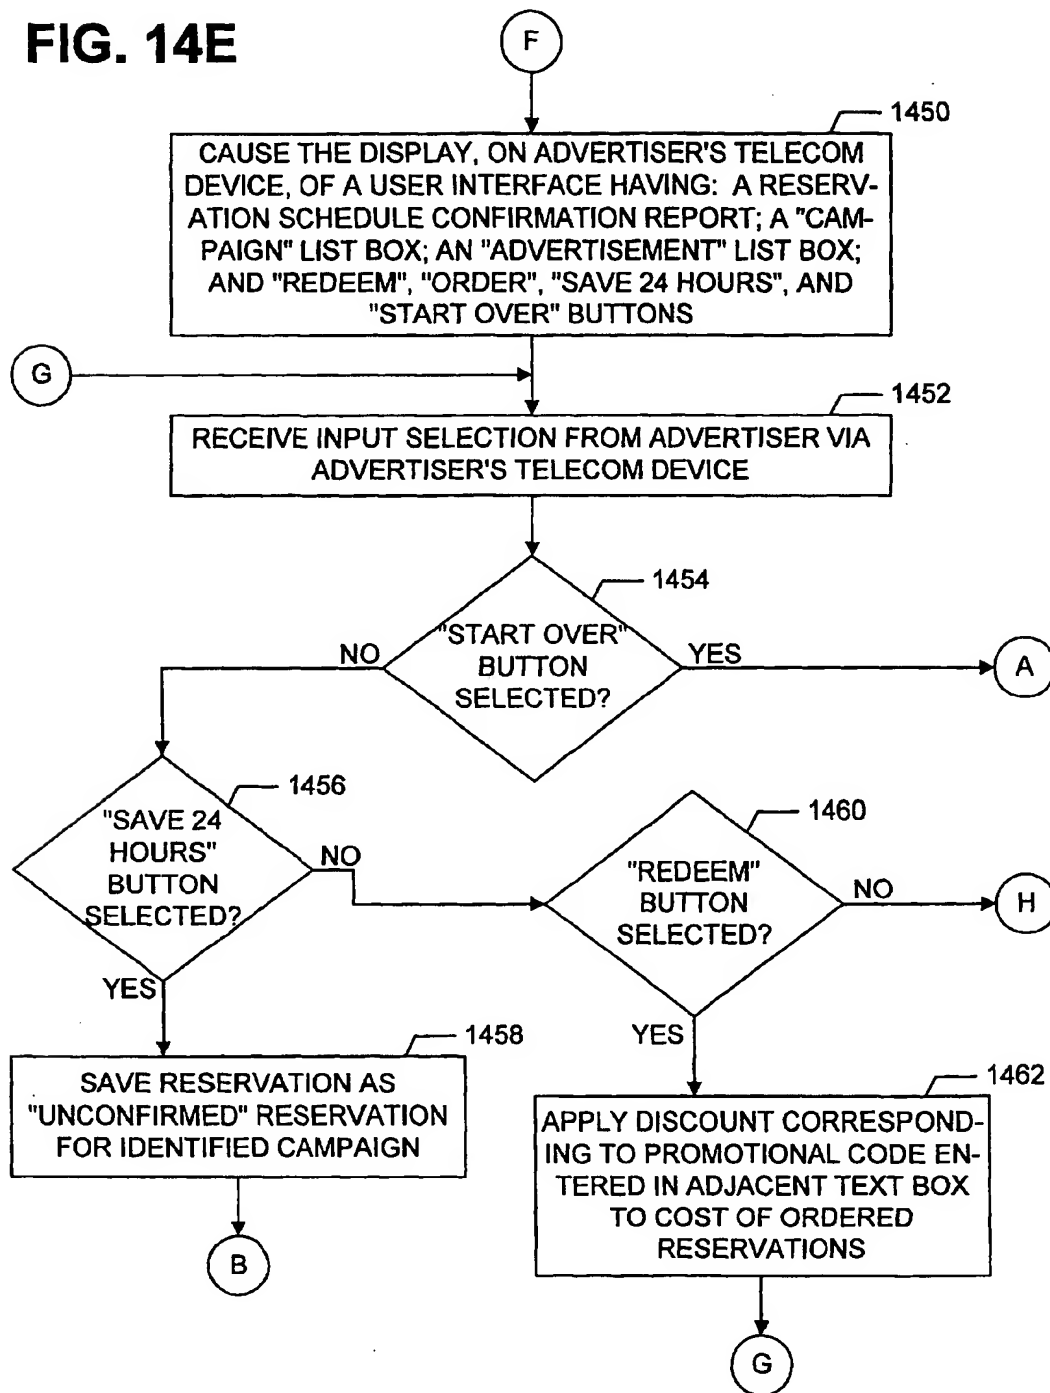 FIG. 14E
F
1450
CAUSE THE DISPLAY, ON ADVERTISER'S TELECOM
DEVICE, OF A USER INTERFACE HAVING: A RESERV-
ATION SCHEDULE CONFIRMATION REPORT; A "CAM-
PAIGN" LIST BOX; AN "ADVERTISEMENT" LIST BOX;
AND "REDEEM", "ORDER", "SAVE 24 HOURS", AND
"START OVER" BUTTONS
G
1452
RECEIVE INPUT SELECTION FROM ADVERTISER VIA
ADVERTISER'S TELECOM DEVICE
1454
"START OVER"
BUTTON
SELECTED?
NO
YES
A
1456
"SAVE 24
HOURS"
BUTTON
SELECTED?
NO
YES
1460
"REDEEM"
BUTTON
SELECTED?
NO
H
YES
1458
SAVE RESERVATION AS
"UNCONFIRMED" RESERVATION
FOR IDENTIFIED CAMPAIGN
B
1462
APPLY DISCOUNT CORRESPOND-
ING TO PROMOTIONAL CODE EN-
TERED IN ADJACENT TEXT BOX
TO COST OF ORDERED
RESERVATIONS
G